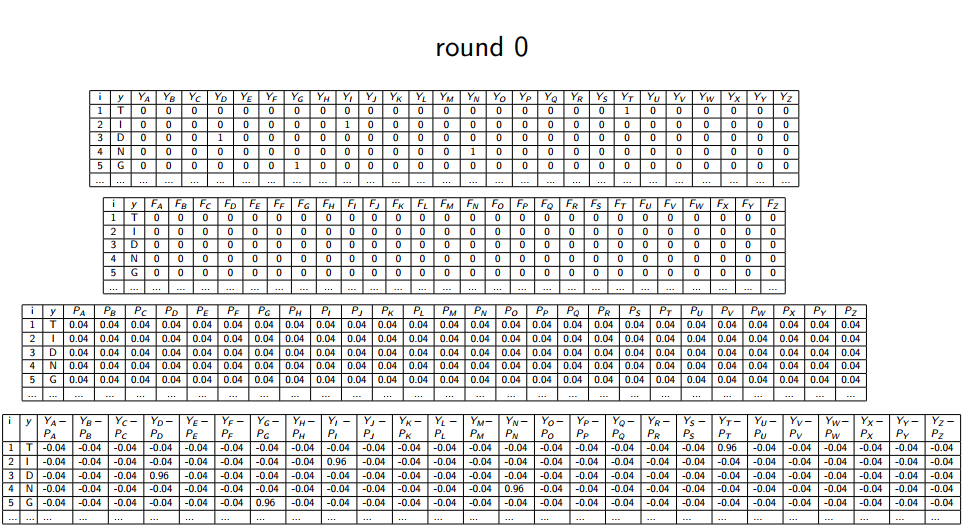 round 0
i y Y_A Y_B Y_C Y_D Y_E Y_F Y_G Y_H Y_I Y_J Y_K Y_L Y_M Y_N Y_O Y_P Y_Q Y_R Y_S Y_T Y_U Y_V Y_W Y_X Y_Y Y_Z
1 T 0 0 0 0 0 0 0 0 0 0 0 0 0 0 0 0 0 0 0 1 0 0 0 0 0 0
2 I 0 0 0 0 0 0 0 0 1 0 0 0 0 0 0 0 0 0 0 0 0 0 0 0 0 0
3 D 0 0 0 1 0 0 0 0 0 0 0 0 0 0 0 0 0 0 0 0 0 0 0 0 0 0
4 N 0 0 0 0 0 0 0 0 0 0 0 0 0 1 0 0 0 0 0 0 0 0 0 0 0 0
5 G 0 0 0 0 0 0 1 0 0 0 0 0 0 0 0 0 0 0 0 0 0 0 0 0 0 0
... ... ... ... ... ... ... ... ... ... ... ... ... ... ... ... ... ... ... ... ... ... ... ... ... ... ... ...
i y F_A F_B F_C F_D F_E F_F F_G F_H F_I F_J F_K F_L F_M F_N F_O F_P F_Q F_R F_S F_T F_U F_V F_W F_X F_Y F_Z
1 T 0 0 0 0 0 0 0 0 0 0 0 0 0 0 0 0 0 0 0 0 0 0 0 0 0 0
2 I 0 0 0 0 0 0 0 0 0 0 0 0 0 0 0 0 0 0 0 0 0 0 0 0 0 0
3 D 0 0 0 0 0 0 0 0 0 0 0 0 0 0 0 0 0 0 0 0 0 0 0 0 0 0
4 N 0 0 0 0 0 0 0 0 0 0 0 0 0 0 0 0 0 0 0 0 0 0 0 0 0 0
5 G 0 0 0 0 0 0 0 0 0 0 0 0 0 0 0 0 0 0 0 0 0 0 0 0 0 0
... ... ... ... ... ... ... ... ... ... ... ... ... ... ... ... ... ... ... ... ... ... ... ... ... ... ... ...
i y P_A P_B P_C P_D P_E P_F P_G P_H P_I P_J P_K P_L P_M P_N P_O P_P P_Q P_R P_S P_T P_U P_V P_W P_X P_Y P_Z
1 T 0.04 0.04 0.04 0.04 0.04 0.04 0.04 0.04 0.04 0.04 0.04 0.04 0.04 0.04 0.04 0.04 0.04 0.04 0.04 0.04 0.04 0.04 0.04 0.04 0.04 0.04
2 I 0.04 0.04 0.04 0.04 0.04 0.04 0.04 0.04 0.04 0.04 0.04 0.04 0.04 0.04 0.04 0.04 0.04 0.04 0.04 0.04 0.04 0.04 0.04 0.04 0.04 0.04
3 D 0.04 0.04 0.04 0.04 0.04 0.04 0.04 0.04 0.04 0.04 0.04 0.04 0.04 0.04 0.04 0.04 0.04 0.04 0.04 0.04 0.04 0.04 0.04 0.04 0.04 0.04
4 N 0.04 0.04 0.04 0.04 0.04 0.04 0.04 0.04 0.04 0.04 0.04 0.04 0.04 0.04 0.04 0.04 0.04 0.04 0.04 0.04 0.04 0.04 0.04 0.04 0.04 0.04
5 G 0.04 0.04 0.04 0.04 0.04 0.04 0.04 0.04 0.04 0.04 0.04 0.04 0.04 0.04 0.04 0.04 0.04 0.04 0.04 0.04 0.04 0.04 0.04 0.04 0.04 0.04
... ... ... ... ... ... ... ... ... ... ... ... ... ... ... ... ... ... ... ... ... ... ... ... ... ... ... ...
i y Y_A − Y_B − Y_C − Y_D − Y_E − Y_F − Y_G − Y_H − Y_I − Y_J − Y_K − Y_L − Y_M − Y_N − Y_O − Y_P − Y_Q − Y_R − Y_S − Y_T − Y_U − Y_V − Y_W − Y_X − Y_Y − Y_Z −
P_A P_B P_C P_D P_E P_F P_G P_H P_I P_J P_K P_L P_M P_N P_O P_P P_Q P_R P_S P_T P_U P_V P_W P_X P_Y P_Z
1 T -0.04 -0.04 -0.04 -0.04 -0.04 -0.04 -0.04 -0.04 -0.04 -0.04 -0.04 -0.04 -0.04 -0.04 -0.04 -0.04 -0.04 -0.04 -0.04 0.96 -0.04 -0.04 -0.04 -0.04 -0.04 -0.04
2 I -0.04 -0.04 -0.04 -0.04 -0.04 -0.04 -0.04 -0.04 0.96 -0.04 -0.04 -0.04 -0.04 -0.04 -0.04 -0.04 -0.04 -0.04 -0.04 -0.04 -0.04 -0.04 -0.04 -0.04 -0.04 -0.04
3 D -0.04 -0.04 -0.04 0.96 -0.04 -0.04 -0.04 -0.04 -0.04 -0.04 -0.04 -0.04 -0.04 -0.04 -0.04 -0.04 -0.04 -0.04 -0.04 -0.04 -0.04 -0.04 -0.04 -0.04 -0.04 -0.04
4 N -0.04 -0.04 -0.04 -0.04 -0.04 -0.04 -0.04 -0.04 -0.04 -0.04 -0.04 -0.04 -0.04 0.96 -0.04 -0.04 -0.04 -0.04 -0.04 -0.04 -0.04 -0.04 -0.04 -0.04 -0.04 -0.04
5 G -0.04 -0.04 -0.04 -0.04 -0.04 -0.04 0.96 -0.04 -0.04 -0.04 -0.04 -0.04 -0.04 -0.04 -0.04 -0.04 -0.04 -0.04 -0.04 -0.04 -0.04 -0.04 -0.04 -0.04 -0.04 -0.04
... ... ... ... ... ... ... ... ... ... ... ... ... ... ... ... ... ... ... ... ... ... ... ... ... ... ... ...